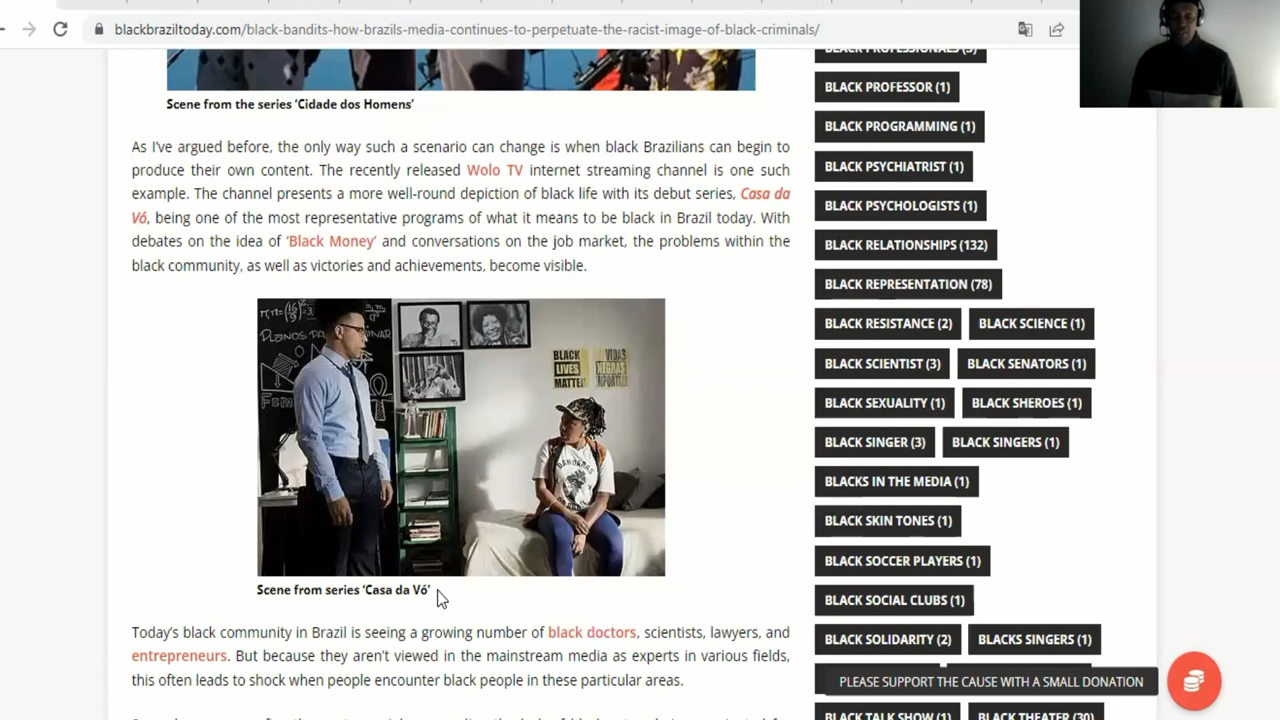 blackbraziltoday.com/black-bandits-how-brazils-media-continues-to-perpetuate-the-racist-image-of-black-criminals/
Scene from the series ‘Cidade dos Homens’
As I’ve argued before, the only way such a scenario can change is when black Brazilians can begin to
produce their own content. The recently released Wolo TV internet streaming channel is one such
example. The channel presents a more well-round depiction of black life with its debut series, Casa da
Vó, being one of the most representative programs of what it means to be black in Brazil today. With
debates on the idea of ‘Black Money’ and conversations on the job market, the problems within the
black community, as well as victories and achievements, become visible.
PLANOS PA
BLACK
LIVES
MATTER
VIDAS
NEGRAS
IMPORTAM
Scene from series ‘Casa da Vó’
Today’s black community in Brazil is seeing a growing number of black doctors, scientists, lawyers, and
entrepreneurs. But because they aren’t viewed in the mainstream media as experts in various fields,
this often leads to shock when people encounter black people in these particular areas.
BLACK PROFESSIONALS (3)
BLACK PROFESSOR (1)
BLACK PROGRAMMING (1)
BLACK PSYCHIATRIST (1)
BLACK PSYCHOLOGISTS (1)
BLACK RELATIONSHIPS (132)
BLACK REPRESENTATION (78)
BLACK RESISTANCE (2) BLACK SCIENCE (1)
BLACK SCIENTIST (3) BLACK SENATORS (1)
BLACK SEXUALITY (1) BLACK SHEROES (1)
BLACK SINGER (3) BLACK SINGERS (1)
BLACKS IN THE MEDIA (1)
BLACK SKIN TONES (1)
BLACK SOCCER PLAYERS (1)
BLACK SOCIAL CLUBS (1)
BLACK SOLIDARITY (2) BLACKS SINGERS (1)
PLEASE SUPPORT THE CAUSE WITH A SMALL DONATION
BLACK TALK SHOW (1) BLACK THEATER (30)